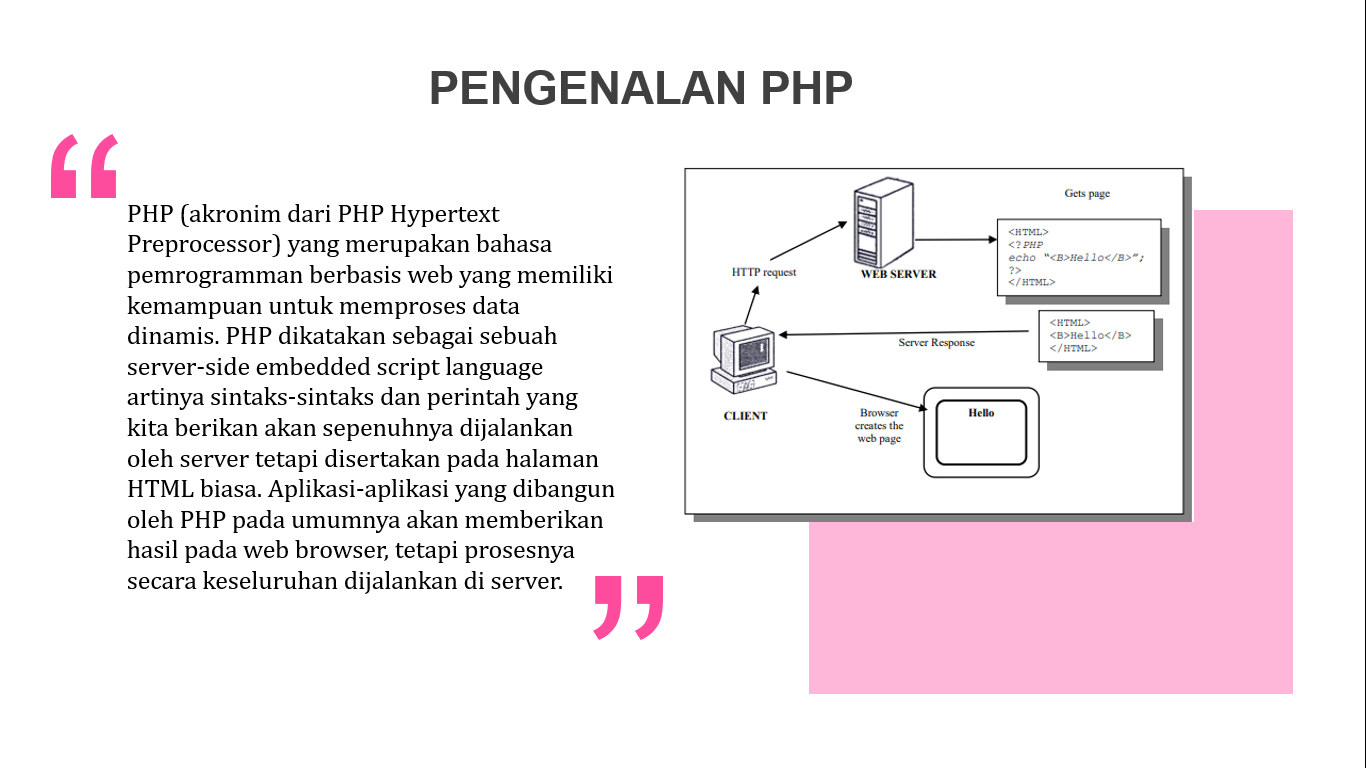 PENGENALAN PHP
“
PHP (akronim dari PHP Hypertext
Preprocessor) yang merupakan bahasa
pemrogramman berbasis web yang memiliki
kemampuan untuk memproses data
dinamis. PHP dikatakan sebagai sebuah
server-side embedded script language
artinya sintaks-sintaks dan perintah yang
kita berikan akan sepenuhnya dijalankan
oleh server tetapi disertakan pada halaman
HTML biasa. Aplikasi-aplikasi yang dibangun
oleh PHP pada umumnya akan memberikan
hasil pada web browser, tetapi prosesnya
secara keseluruhan dijalankan di server.
”
Gets page
<HTML>
<?PHP
echo “<B>Hello</B>”;
?>
</HTML>
HTTP request
WEB SERVER
<HTML>
<B>Hello</B>
</HTML>
Server Response
CLIENT
Browser
creates the
web page
Hello